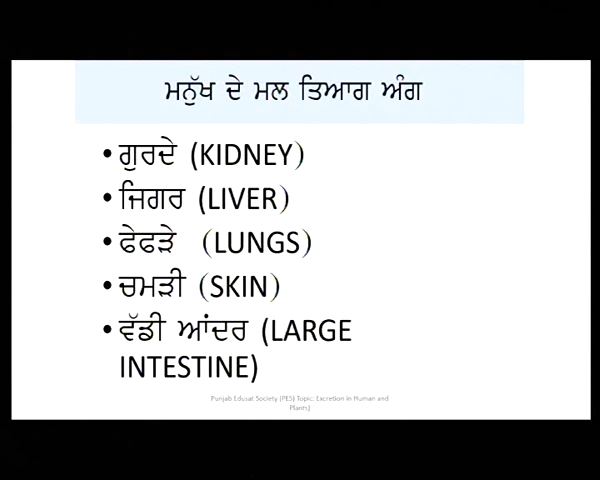 ਮਨੁੱਖ ਦੇ ਮਲ ਤਿਆਗ ਅੰਗ
• ਗੁਰਦੇ (KIDNEY)
• ਜਿਗਰ (LIVER)
• ਫੇਫੜੇ (LUNGS)
• ਚਮੜੀ (SKIN)
• ਵੱਡੀ ਆਂਦਰ (LARGE
INTESTINE)
Punjab Edusat Society (PES) Topic: Excretion in Human and
Plants)